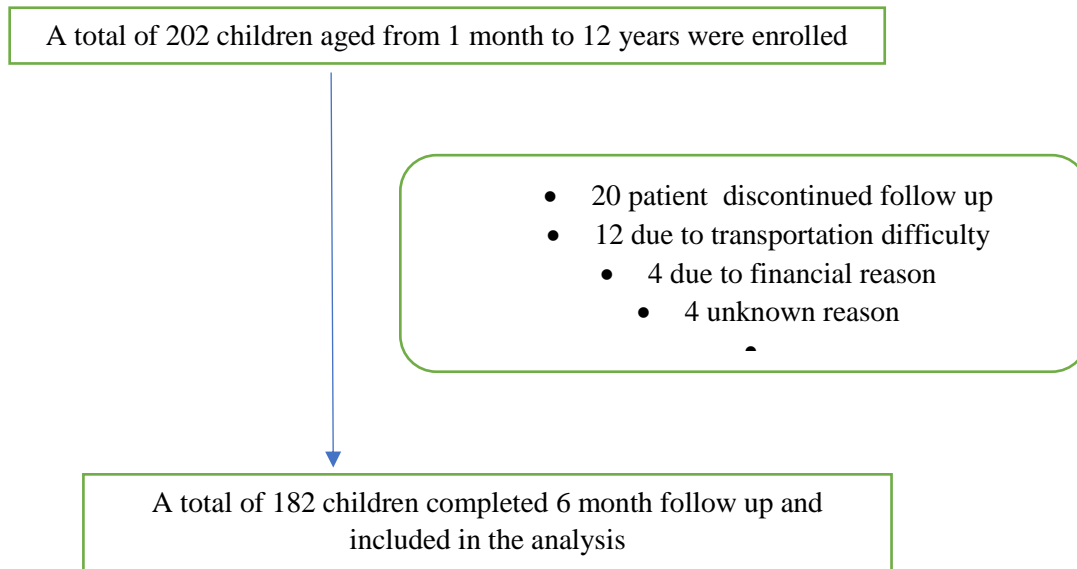 A total of 202 children aged from 1 month to 12 years were enrolled
• 20 patient discontinued follow up
• 12 due to transportation difficulty
• 4 due to financial reason
• 4 unknown reason
•
A total of 182 children completed 6 month follow up and
included in the analysis